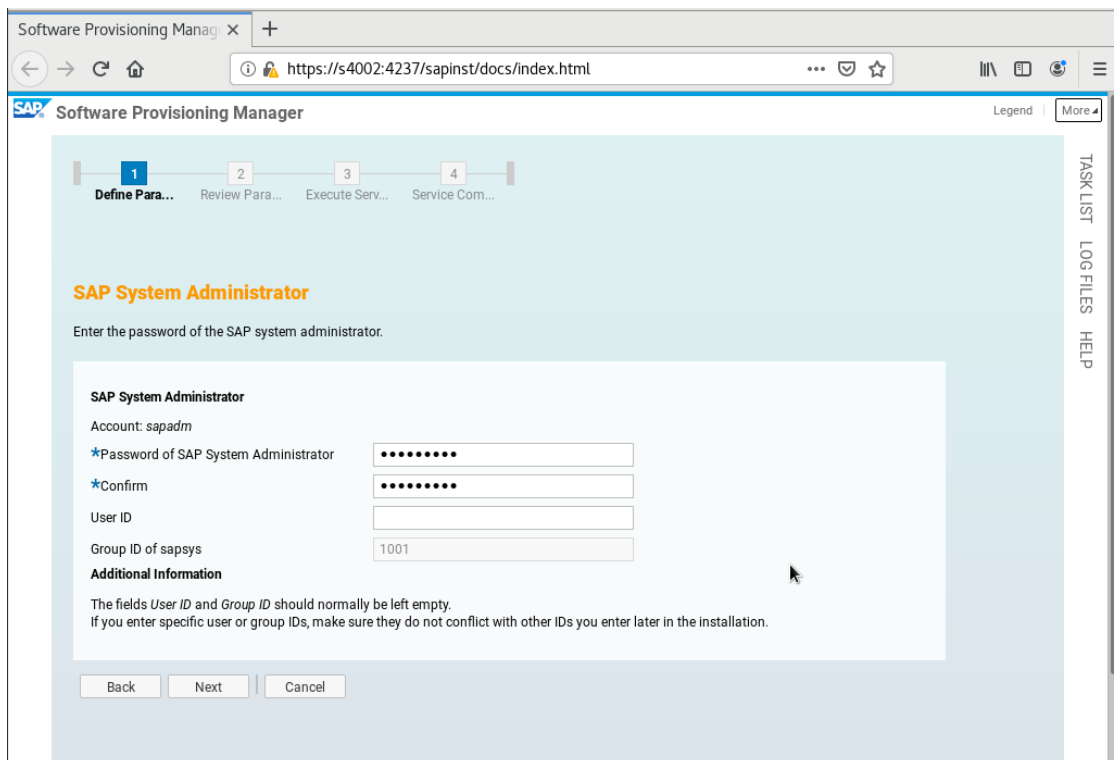 Software Provisioning Manag
https://s4002:4237/sapinst/docs/index.html
SAP Software Provisioning Manager
Legend
More
1
2
3
4
Define Para...
Review Para...
Execute Serv...
Service Com...
TASK LIST
LOG FILES
HELP
SAP System Administrator
Enter the password of the SAP system administrator.
SAP System Administrator
Account: sapadm
*Password of SAP System Administrator
•••••••••
*Confirm
•••••••••
User ID
Group ID of sapsys
1001
Additional Information
The fields User ID and Group ID should normally be left empty.
If you enter specific user or group IDs, make sure they do not conflict with other IDs you enter later in the installation.
Back
Next
Cancel